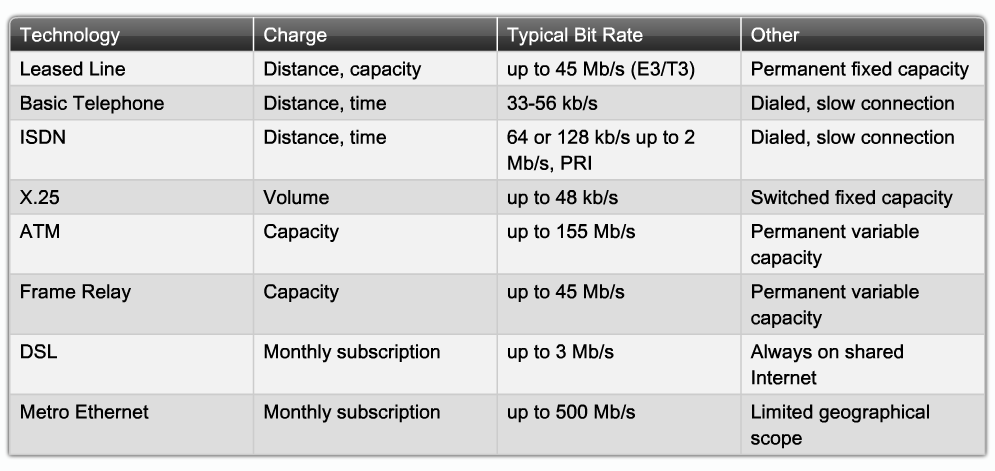 Technology Charge Typical Bit Rate Other
Leased Line Distance, capacity up to 45 Mb/s (E3/T3) Permanent fixed capacity
Basic Telephone Distance, time 33-56 kb/s Dialed, slow connection
ISDN Distance, time 64 or 128 kb/s up to 2 Dialed, slow connection
Mb/s, PRI
X.25 Volume up to 48 kb/s Switched fixed capacity
ATM Capacity up to 155 Mb/s Permanent variable
capacity
Frame Relay Capacity up to 45 Mb/s Permanent variable
capacity
DSL Monthly subscription up to 3 Mb/s Always on shared
Internet
Metro Ethernet Monthly subscription up to 500 Mb/s Limited geographical
scope